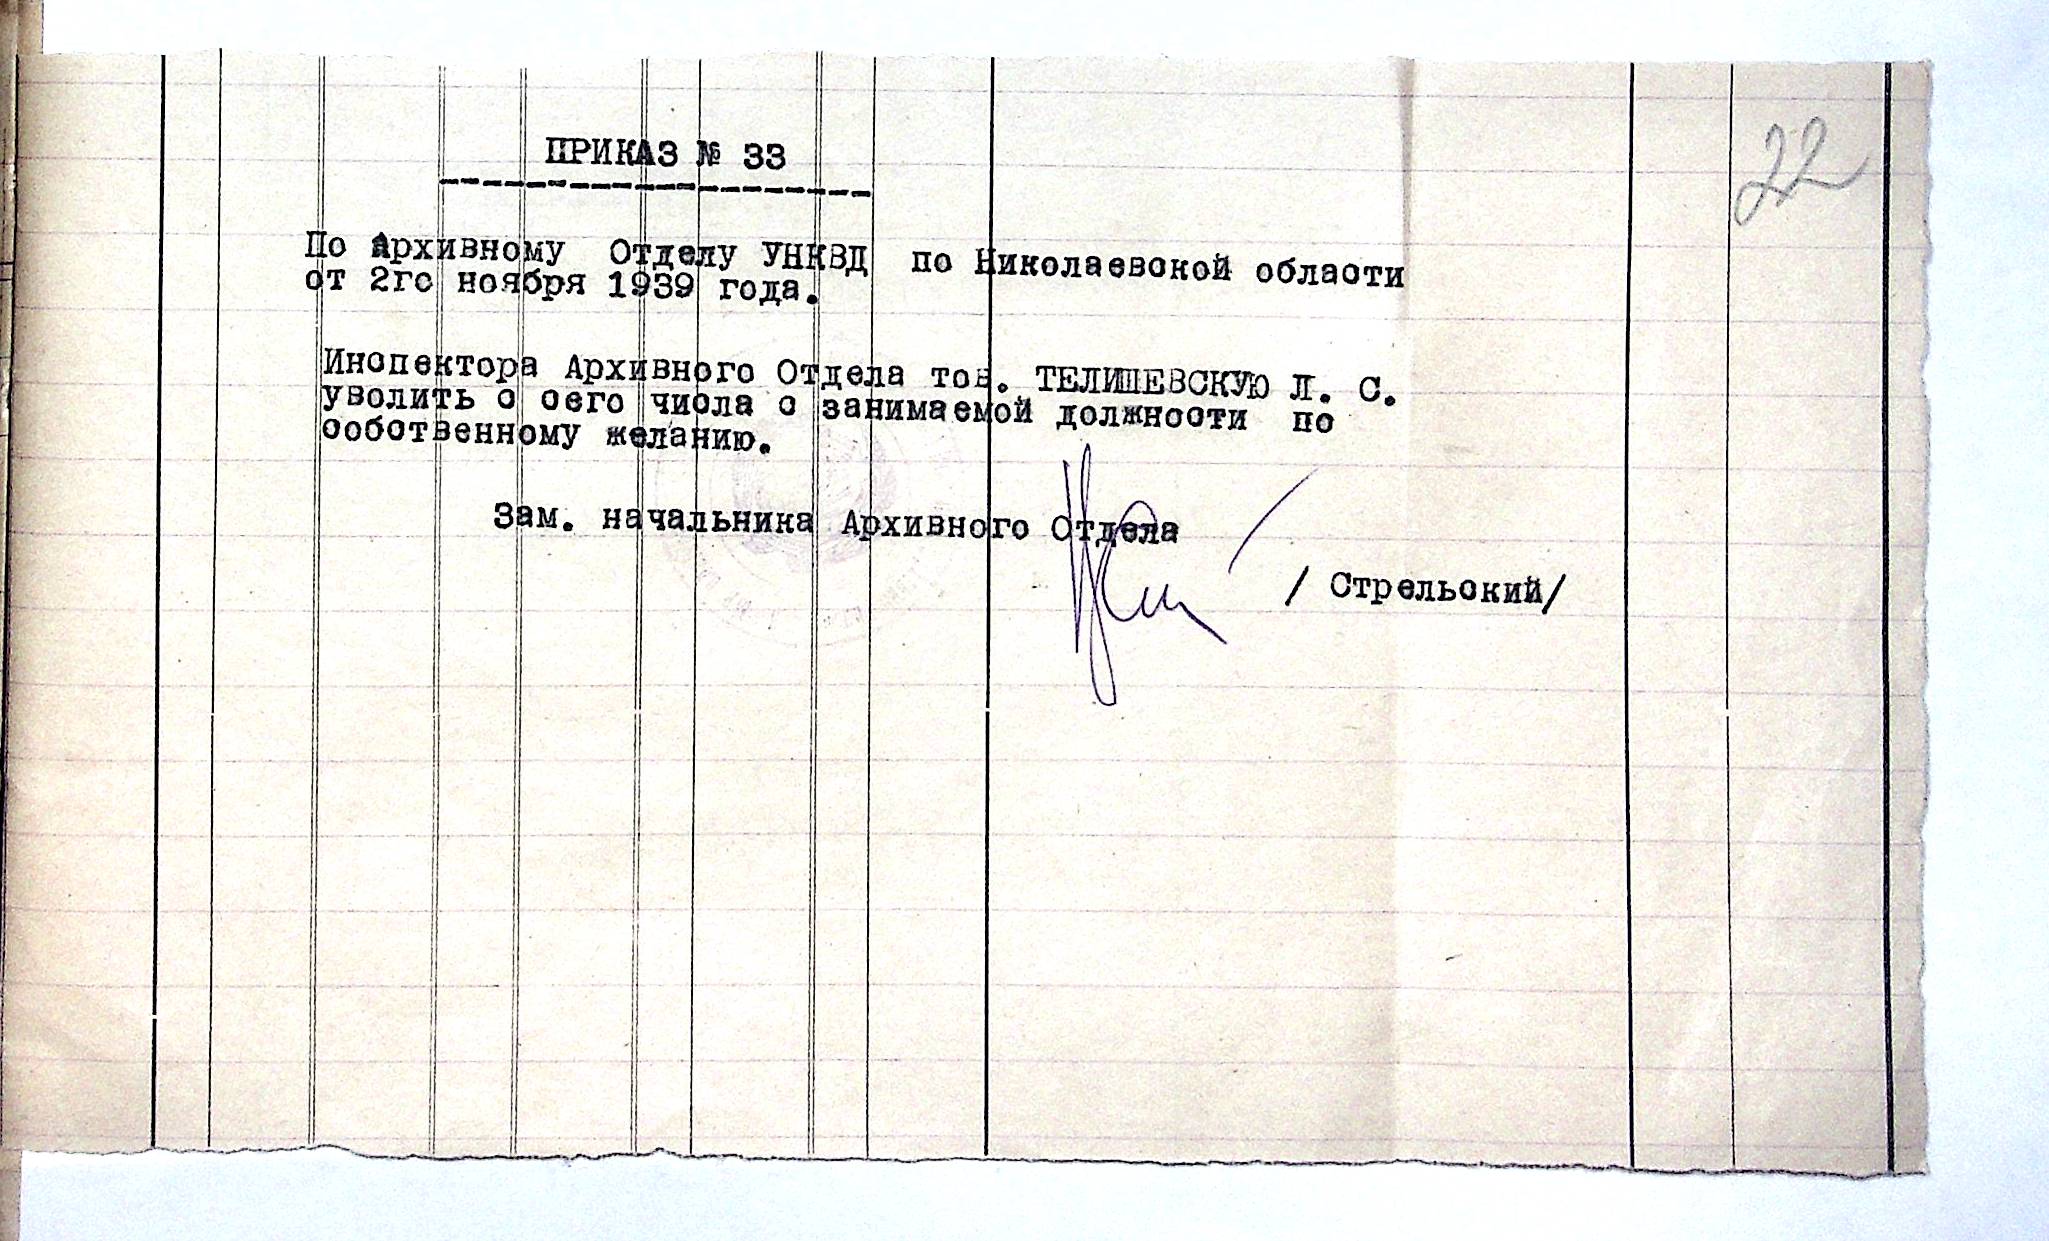 22
ПРИКАЗ № 33
По Архивному Отделу УНКВД по Николаевской области
от 2го ноября 1939 года.
Инспектора Архивного Отдела тов. ТЕЛИШЕВСКУЮ Л. С.
уволить с сего числа с занимаемой должности по
собственному желанию.
Зам. начальника Архивного Отдела
/ Стрельский/